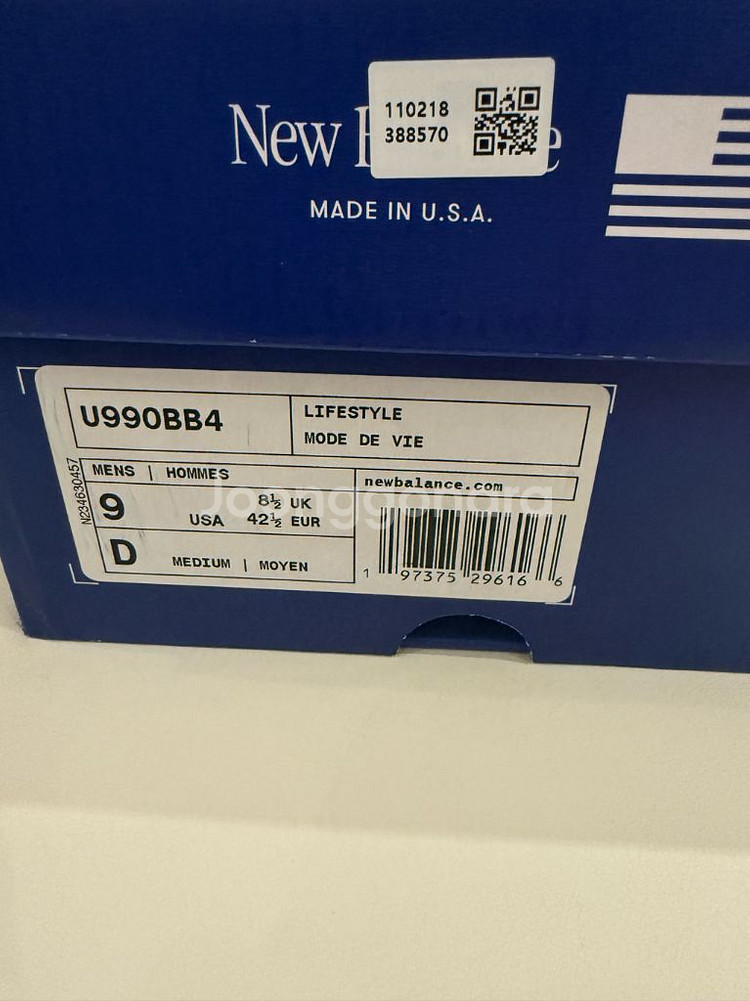 110218
388570
New
e
MADE IN U.S.A.
U990BB4
LIFESTYLE
MODE DE VIE
N234630457
MENS | HOMMES
newbalance.com
9
8½ UK
USA 42½ EUR
D
MEDIUM | MOYEN
1 97375 29616 6
Joonggonara